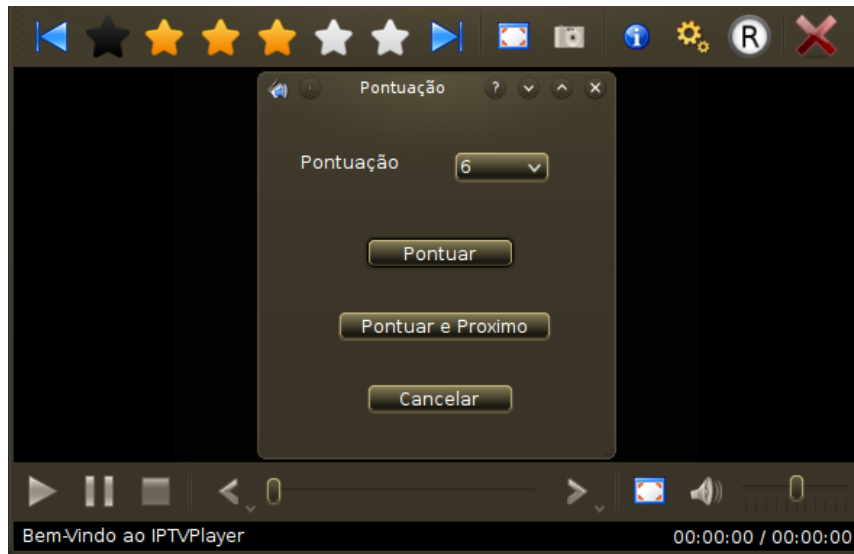 R
Pontuação
?
Pontuação
6
Pontuar
Pontuar e Proximo
Cancelar
Bem-Vindo ao IPTVPlayer
00:00:00 / 00:00:00